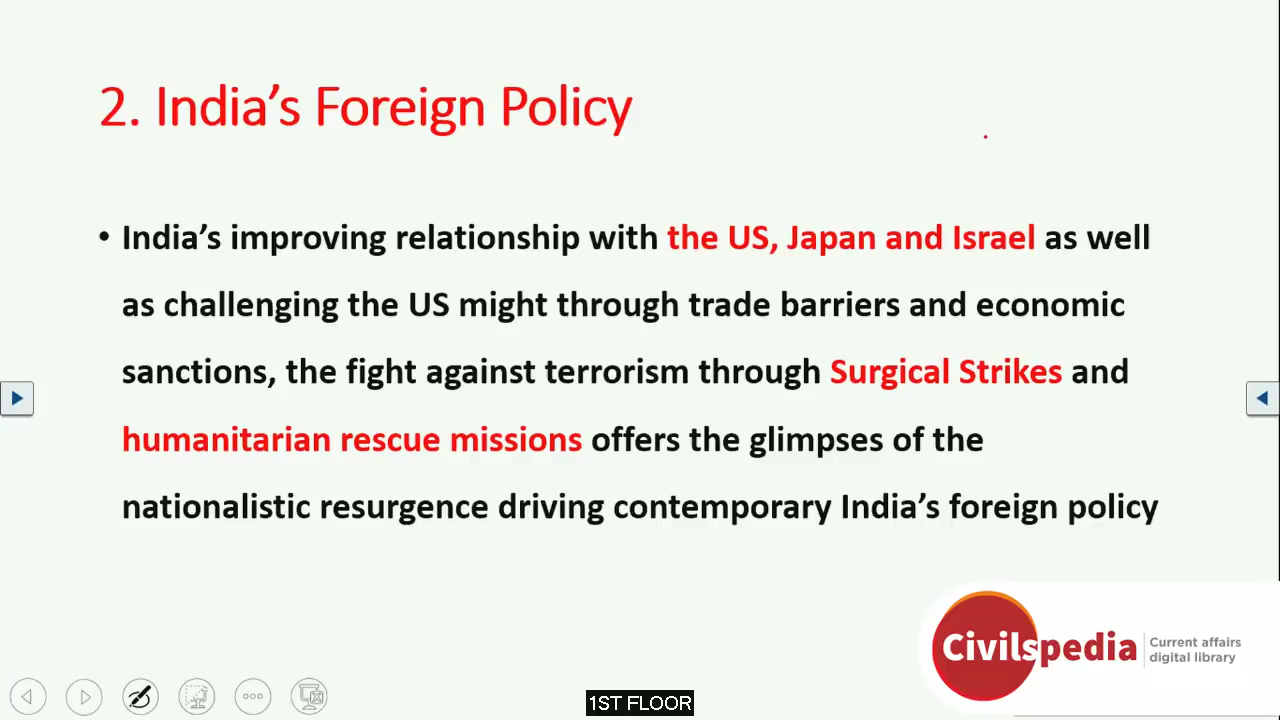 2. India’s Foreign Policy
• India’s improving relationship with the US, Japan and Israel as well
as challenging the US might through trade barriers and economic
sanctions, the fight against terrorism through Surgical Strikes and
humanitarian rescue missions offers the glimpses of the
nationalistic resurgence driving contemporary India’s foreign policy
Civilspedia
Current affairs
digital library
1ST FLOOR